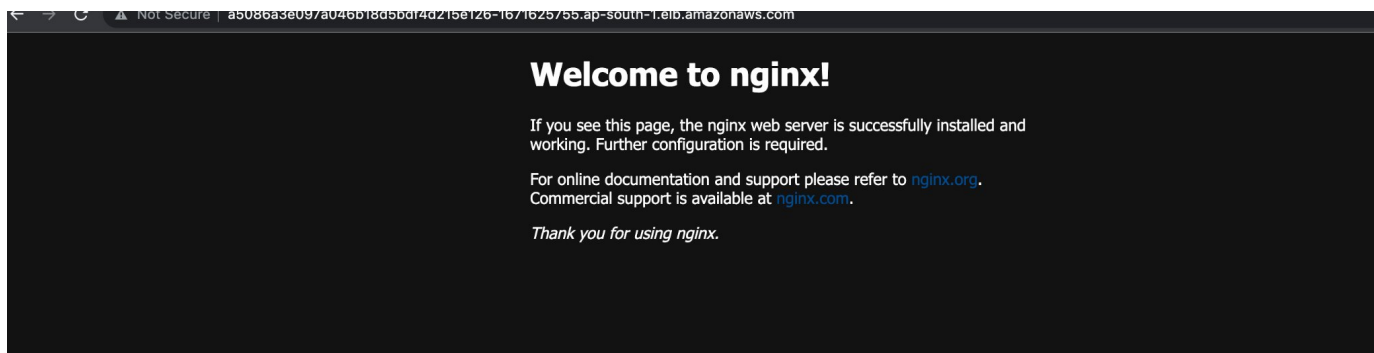 Not Secure | a5086a3e097a046b18d5bdf4d215e126-1671625755.ap-south-1.elb.amazonaws.com
Welcome to nginx!
If you see this page, the nginx web server is successfully installed and
working. Further configuration is required.
For online documentation and support please refer to nginx.org.
Commercial support is available at nginx.com.
Thank you for using nginx.